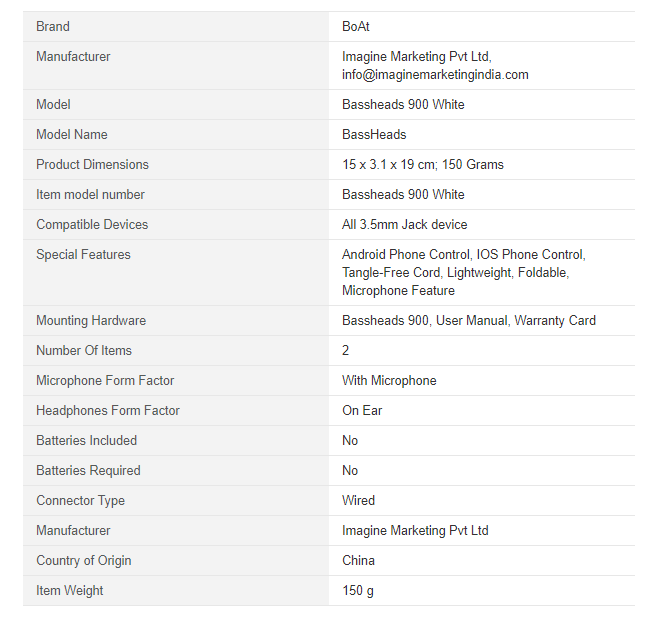 Brand BoAt
Manufacturer Imagine Marketing Pvt Ltd,
info@imaginemarketingindia.com
Model Bassheads 900 White
Model Name BassHeads
Product Dimensions 15 x 3.1 x 19 cm; 150 Grams
Item model number Bassheads 900 White
Compatible Devices All 3.5mm Jack device
Special Features Android Phone Control, IOS Phone Control,
Tangle-Free Cord, Lightweight, Foldable,
Microphone Feature
Mounting Hardware Bassheads 900, User Manual, Warranty Card
Number Of Items 2
Microphone Form Factor With Microphone
Headphones Form Factor On Ear
Batteries Included No
Batteries Required No
Connector Type Wired
Manufacturer Imagine Marketing Pvt Ltd
Country of Origin China
Item Weight 150 g